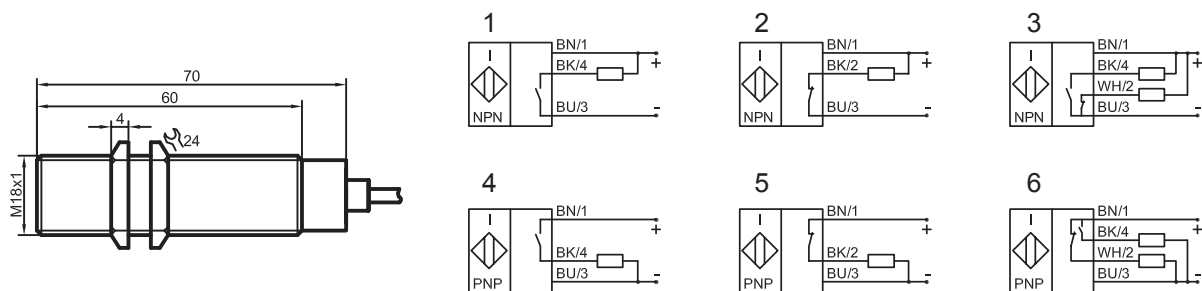 70
60
4
24
M18x1
1
BN/1
+
BK/4
BU/3
-
I
NPN
2
BN/1
+
BK/2
BU/3
-
I
NPN
3
BN/1
+
BK/4
WH/2
BU/3
-
I
NPN
4
BN/1
+
BK/4
BU/3
-
I
PNP
5
BN/1
+
BK/2
BU/3
-
I
PNP
6
BN/1
+
BK/4
WH/2
BU/3
-
I
PNP